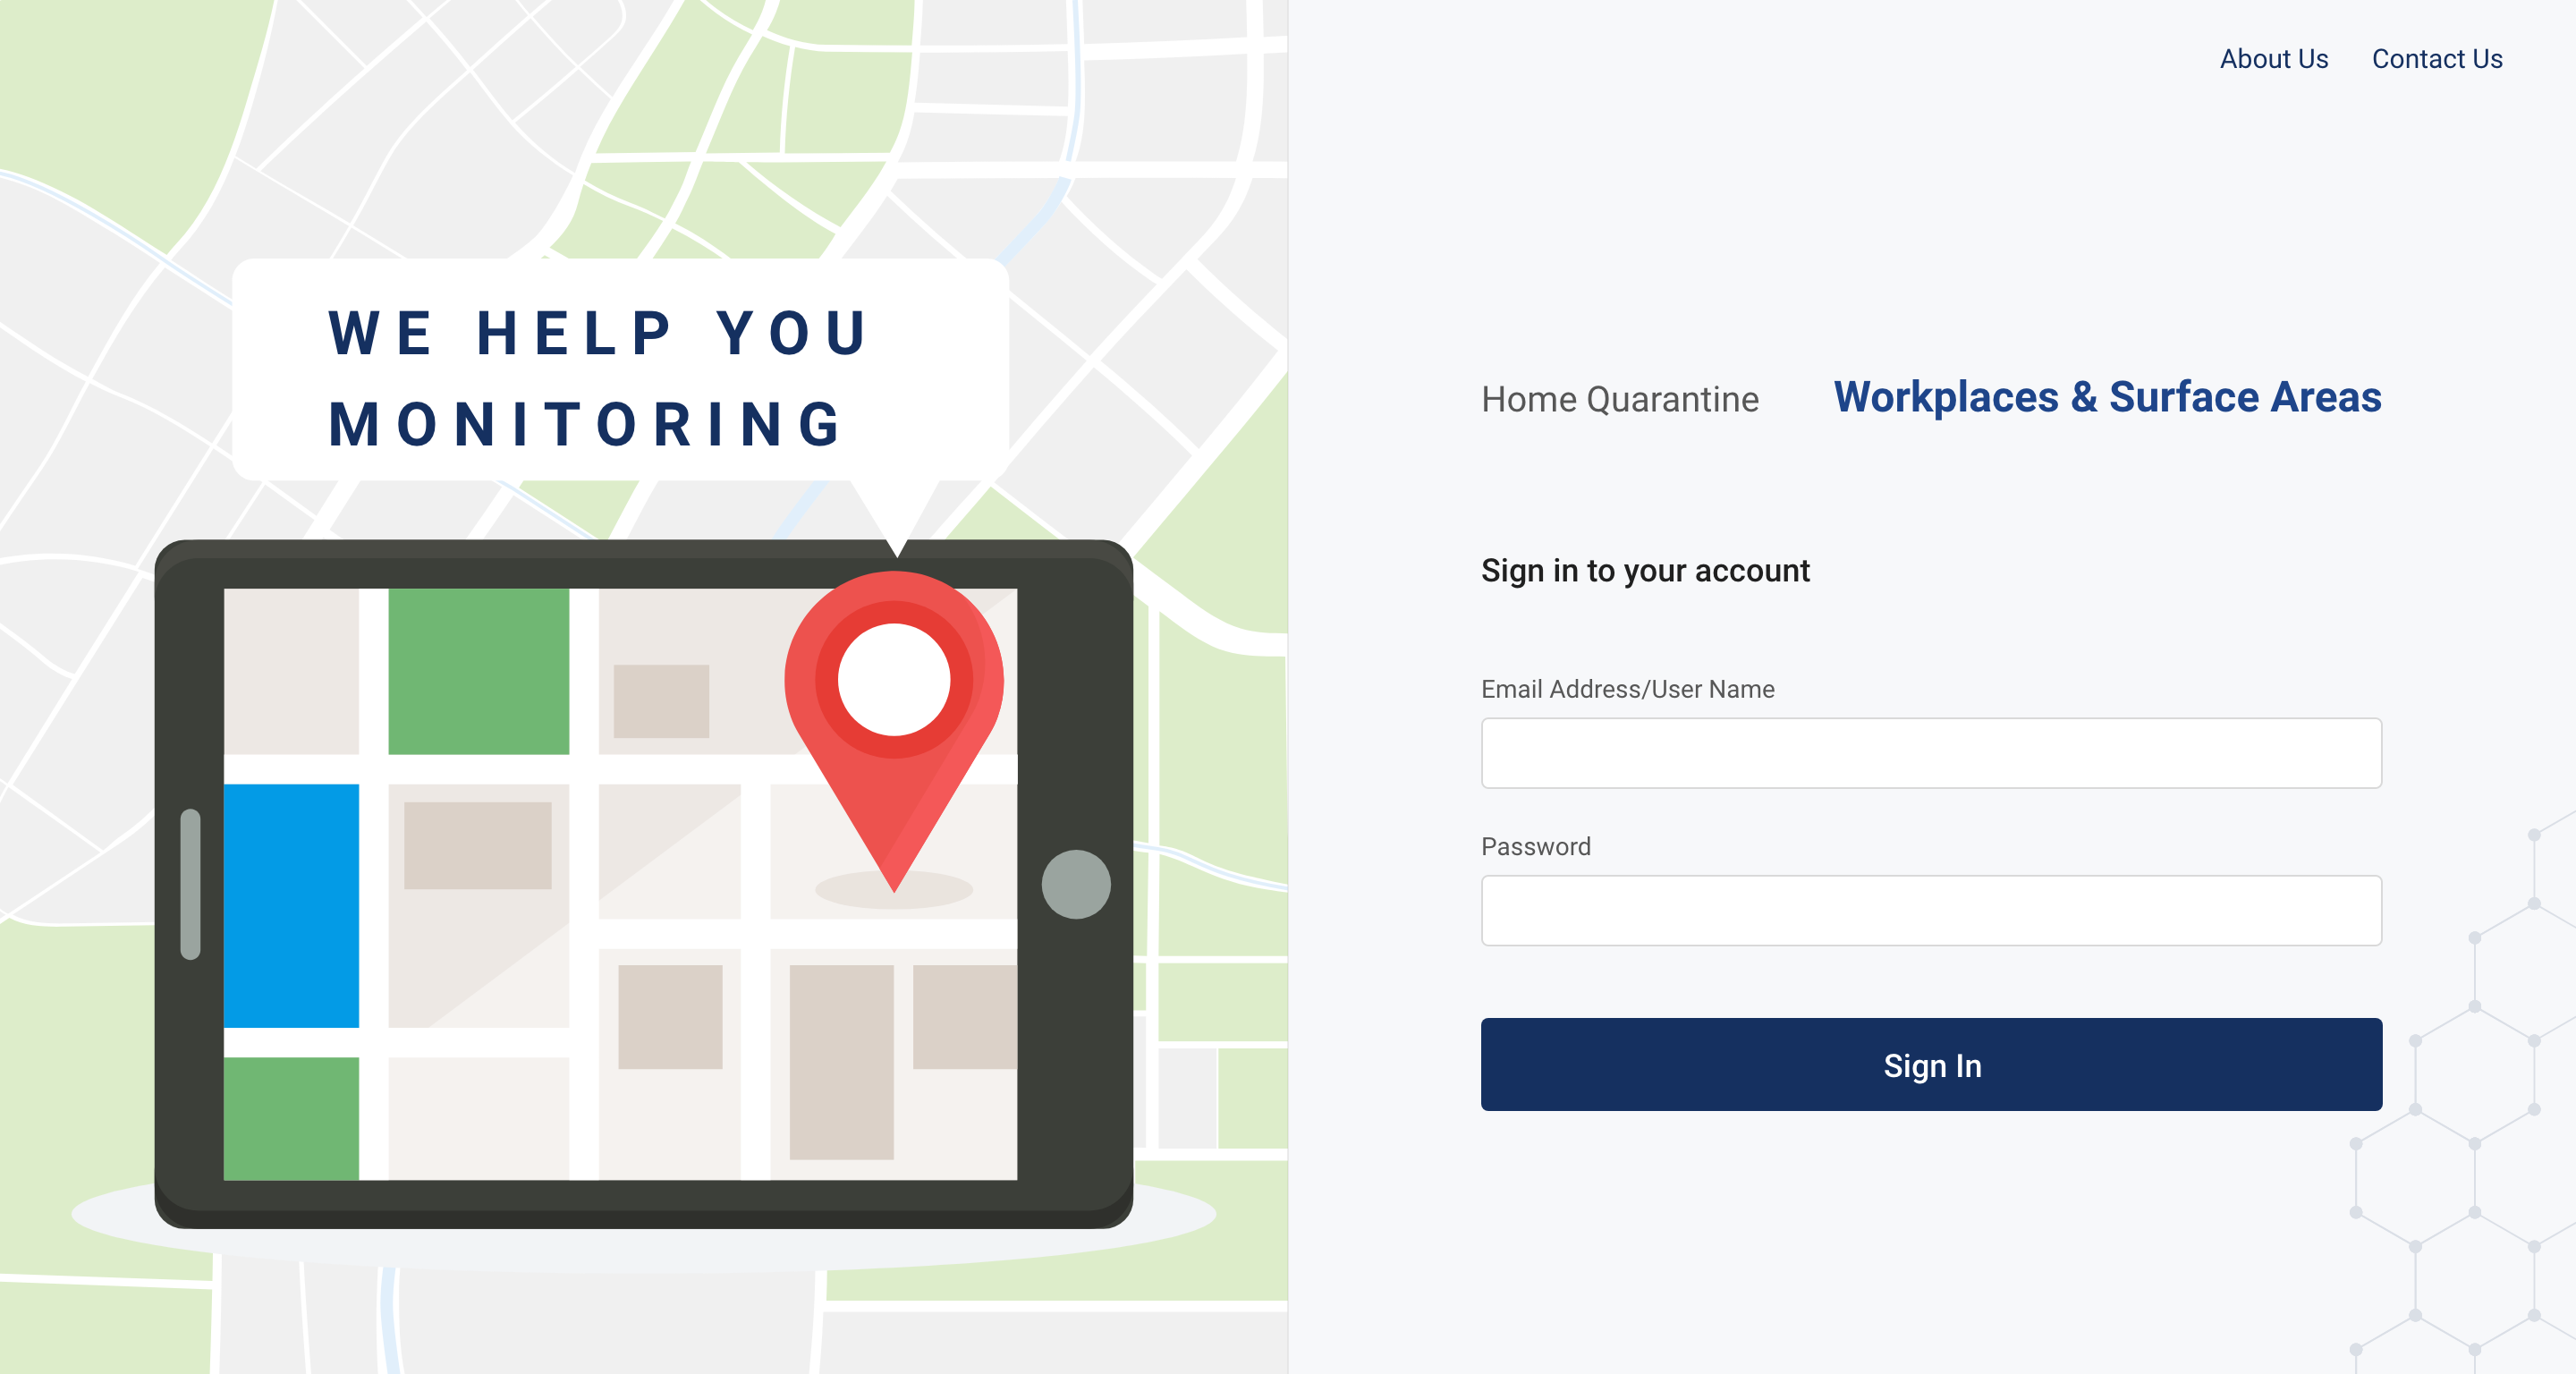 About Us Contact Us
WE HELP YOU
MONITORING
Home Quarantine Workplaces & Surface Areas
Sign in to your account
Email Address/User Name
Password
Sign In